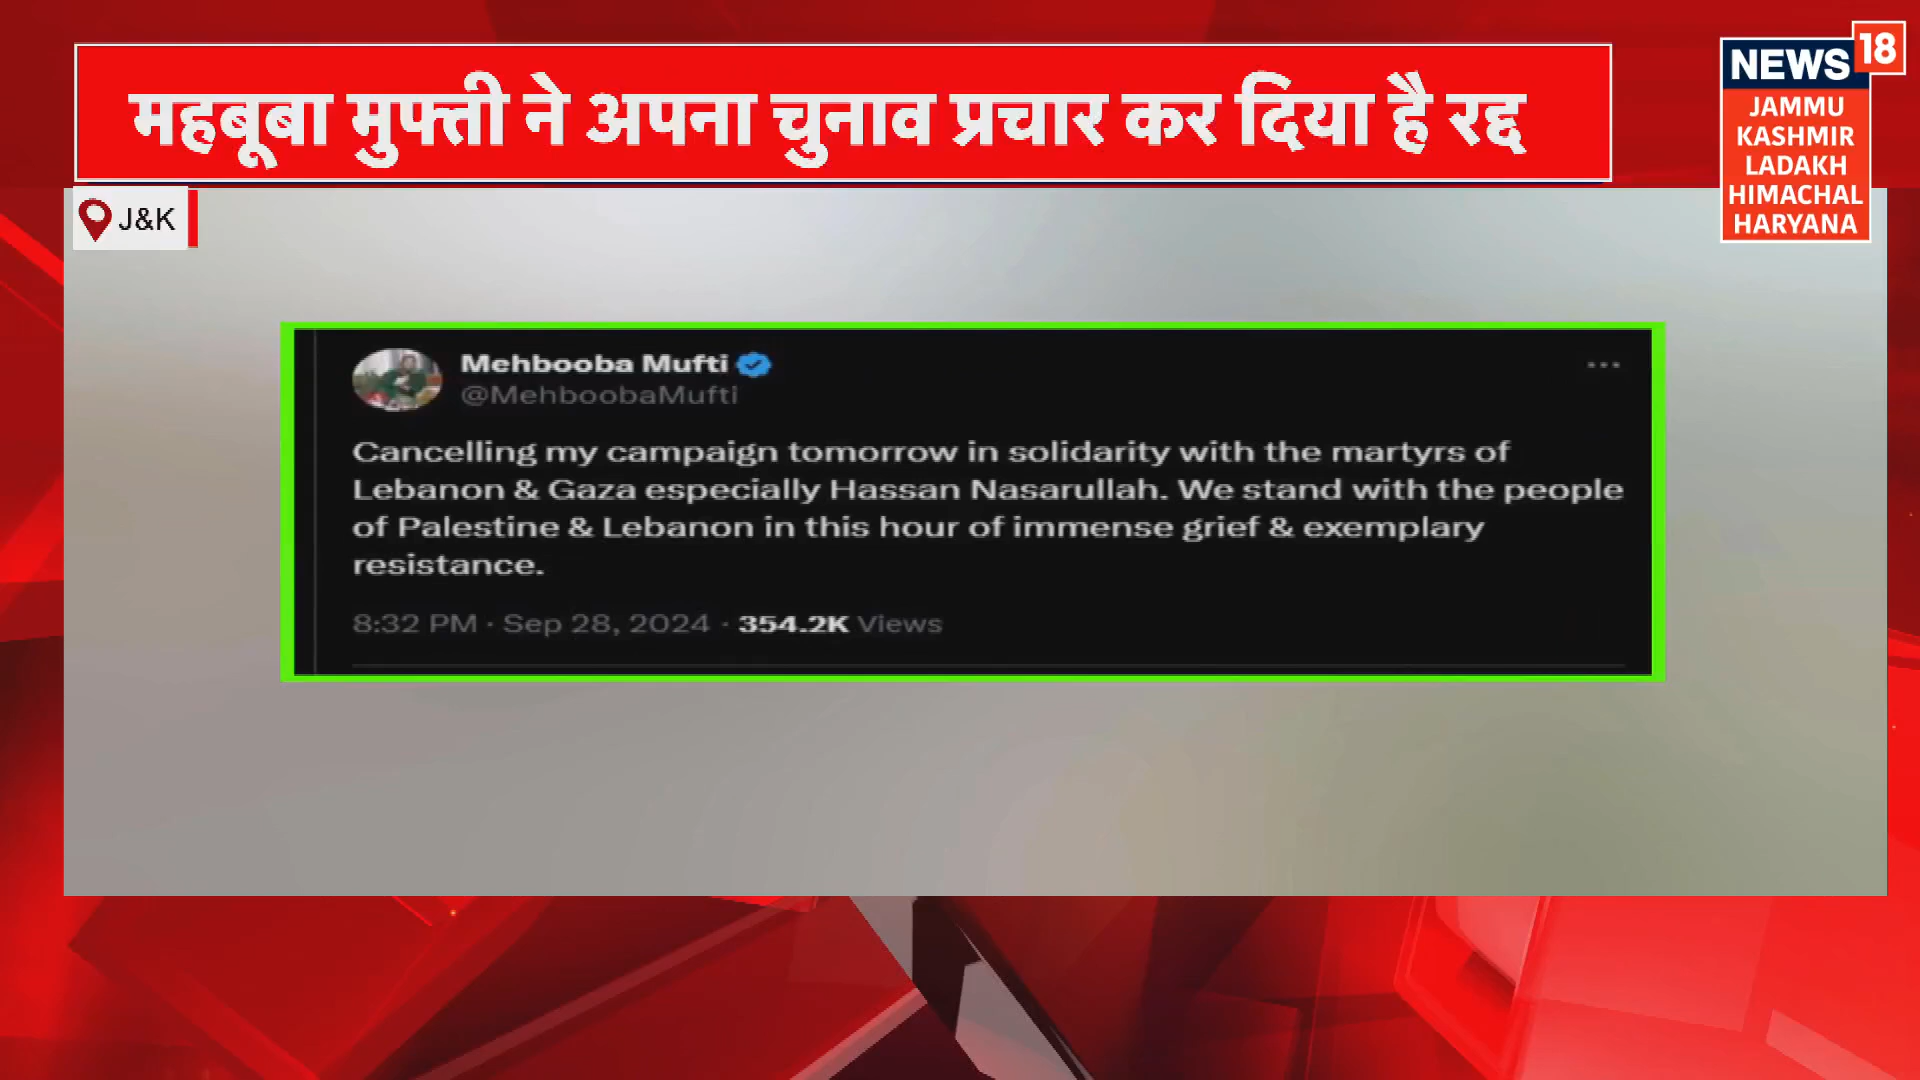 महबूबा मुफ्ती ने अपना चुनाव प्रचार कर दिया है रद्द
NEWS 18
JAMMU
KASHMIR
LADAKH
HIMACHAL
HARYANA
J&K
Mehbooba Mufti
@MehboobaMufti
Cancelling my campaign tomorrow in solidarity with the martyrs of
Lebanon & Gaza especially Hassan Nasarullah. We stand with the people
of Palestine & Lebanon in this hour of immense grief & exemplary
resistance.
8:32 PM · Sep 28, 2024 · 354.2K Views